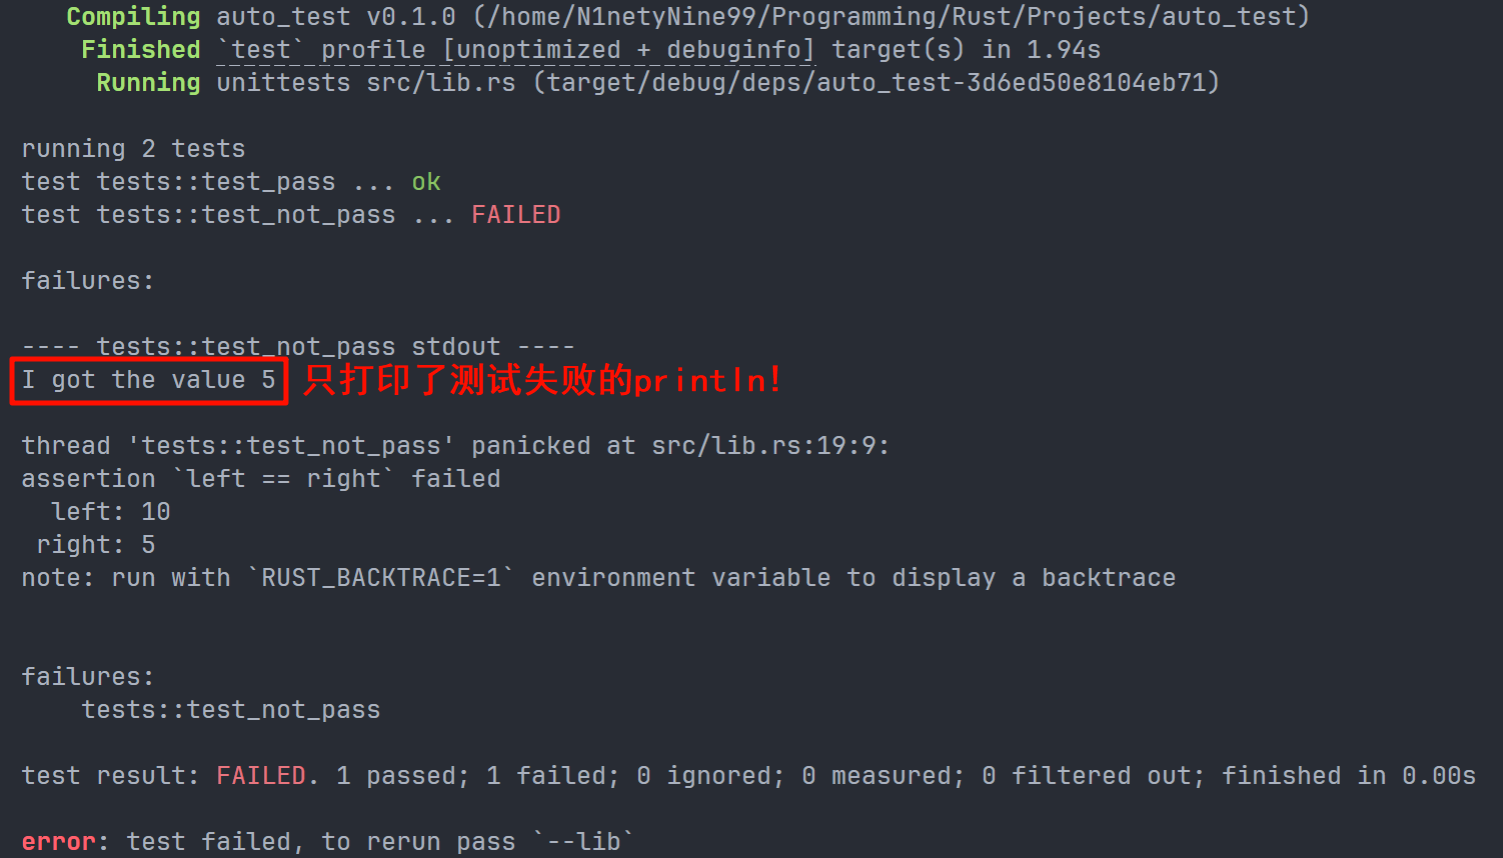 Compiling auto_test v0.1.0 (/home/N1netyNine99/Programming/Rust/Projects/auto_test)
Finished `test` profile [unoptimized + debuginfo] target(s) in 1.94s
Running unittests src/lib.rs (target/debug/deps/auto_test-3d6ed50e8104eb71)
running 2 tests
test tests::test_pass ... ok
test tests::test_not_pass ... FAILED
failures:
---- tests::test_not_pass stdout ----
I got the value 5 只打印了测试失败的println!
thread 'tests::test_not_pass' panicked at src/lib.rs:19:9:
assertion `left == right` failed
left: 10
right: 5
note: run with `RUST_BACKTRACE=1` environment variable to display a backtrace
failures:
tests::test_not_pass
test result: FAILED. 1 passed; 1 failed; 0 ignored; 0 measured; 0 filtered out; finished in 0.00s
error: test failed, to rerun pass `--lib`